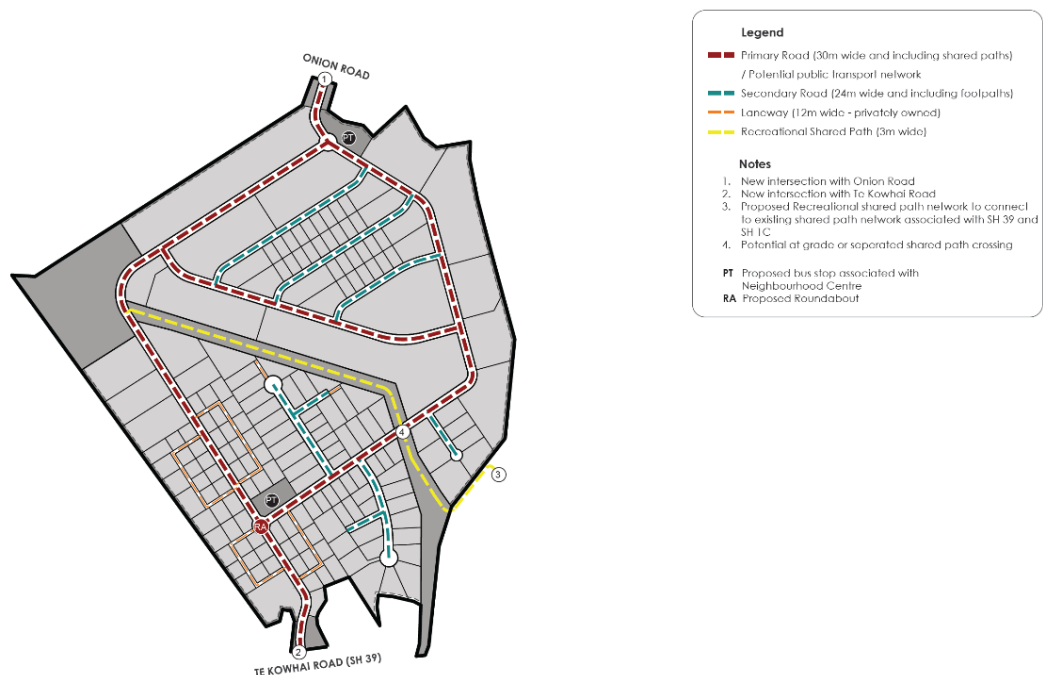 ONION ROAD
1
PT
4
3
PT
RA
2
TE KOWHAI ROAD (SH 39)
Legend
Primary Road (30m wide and including shared paths)
/ Potential public transport network
Secondary Road (24m wide and including footpaths)
Laneway (12m wide - privately owned)
Recreational Shared Path (3m wide)
Notes
1. New intersection with Onion Road
2. New intersection with Te Kowhai Road
3. Proposed Recreational shared path network to connect
to existing shared path network associated with SH 39 and
SH 1C
4. Potential at grade or seperated shared path crossing
PT Proposed bus stop associated with
Neighbourhood Centre
RA Proposed Roundabout